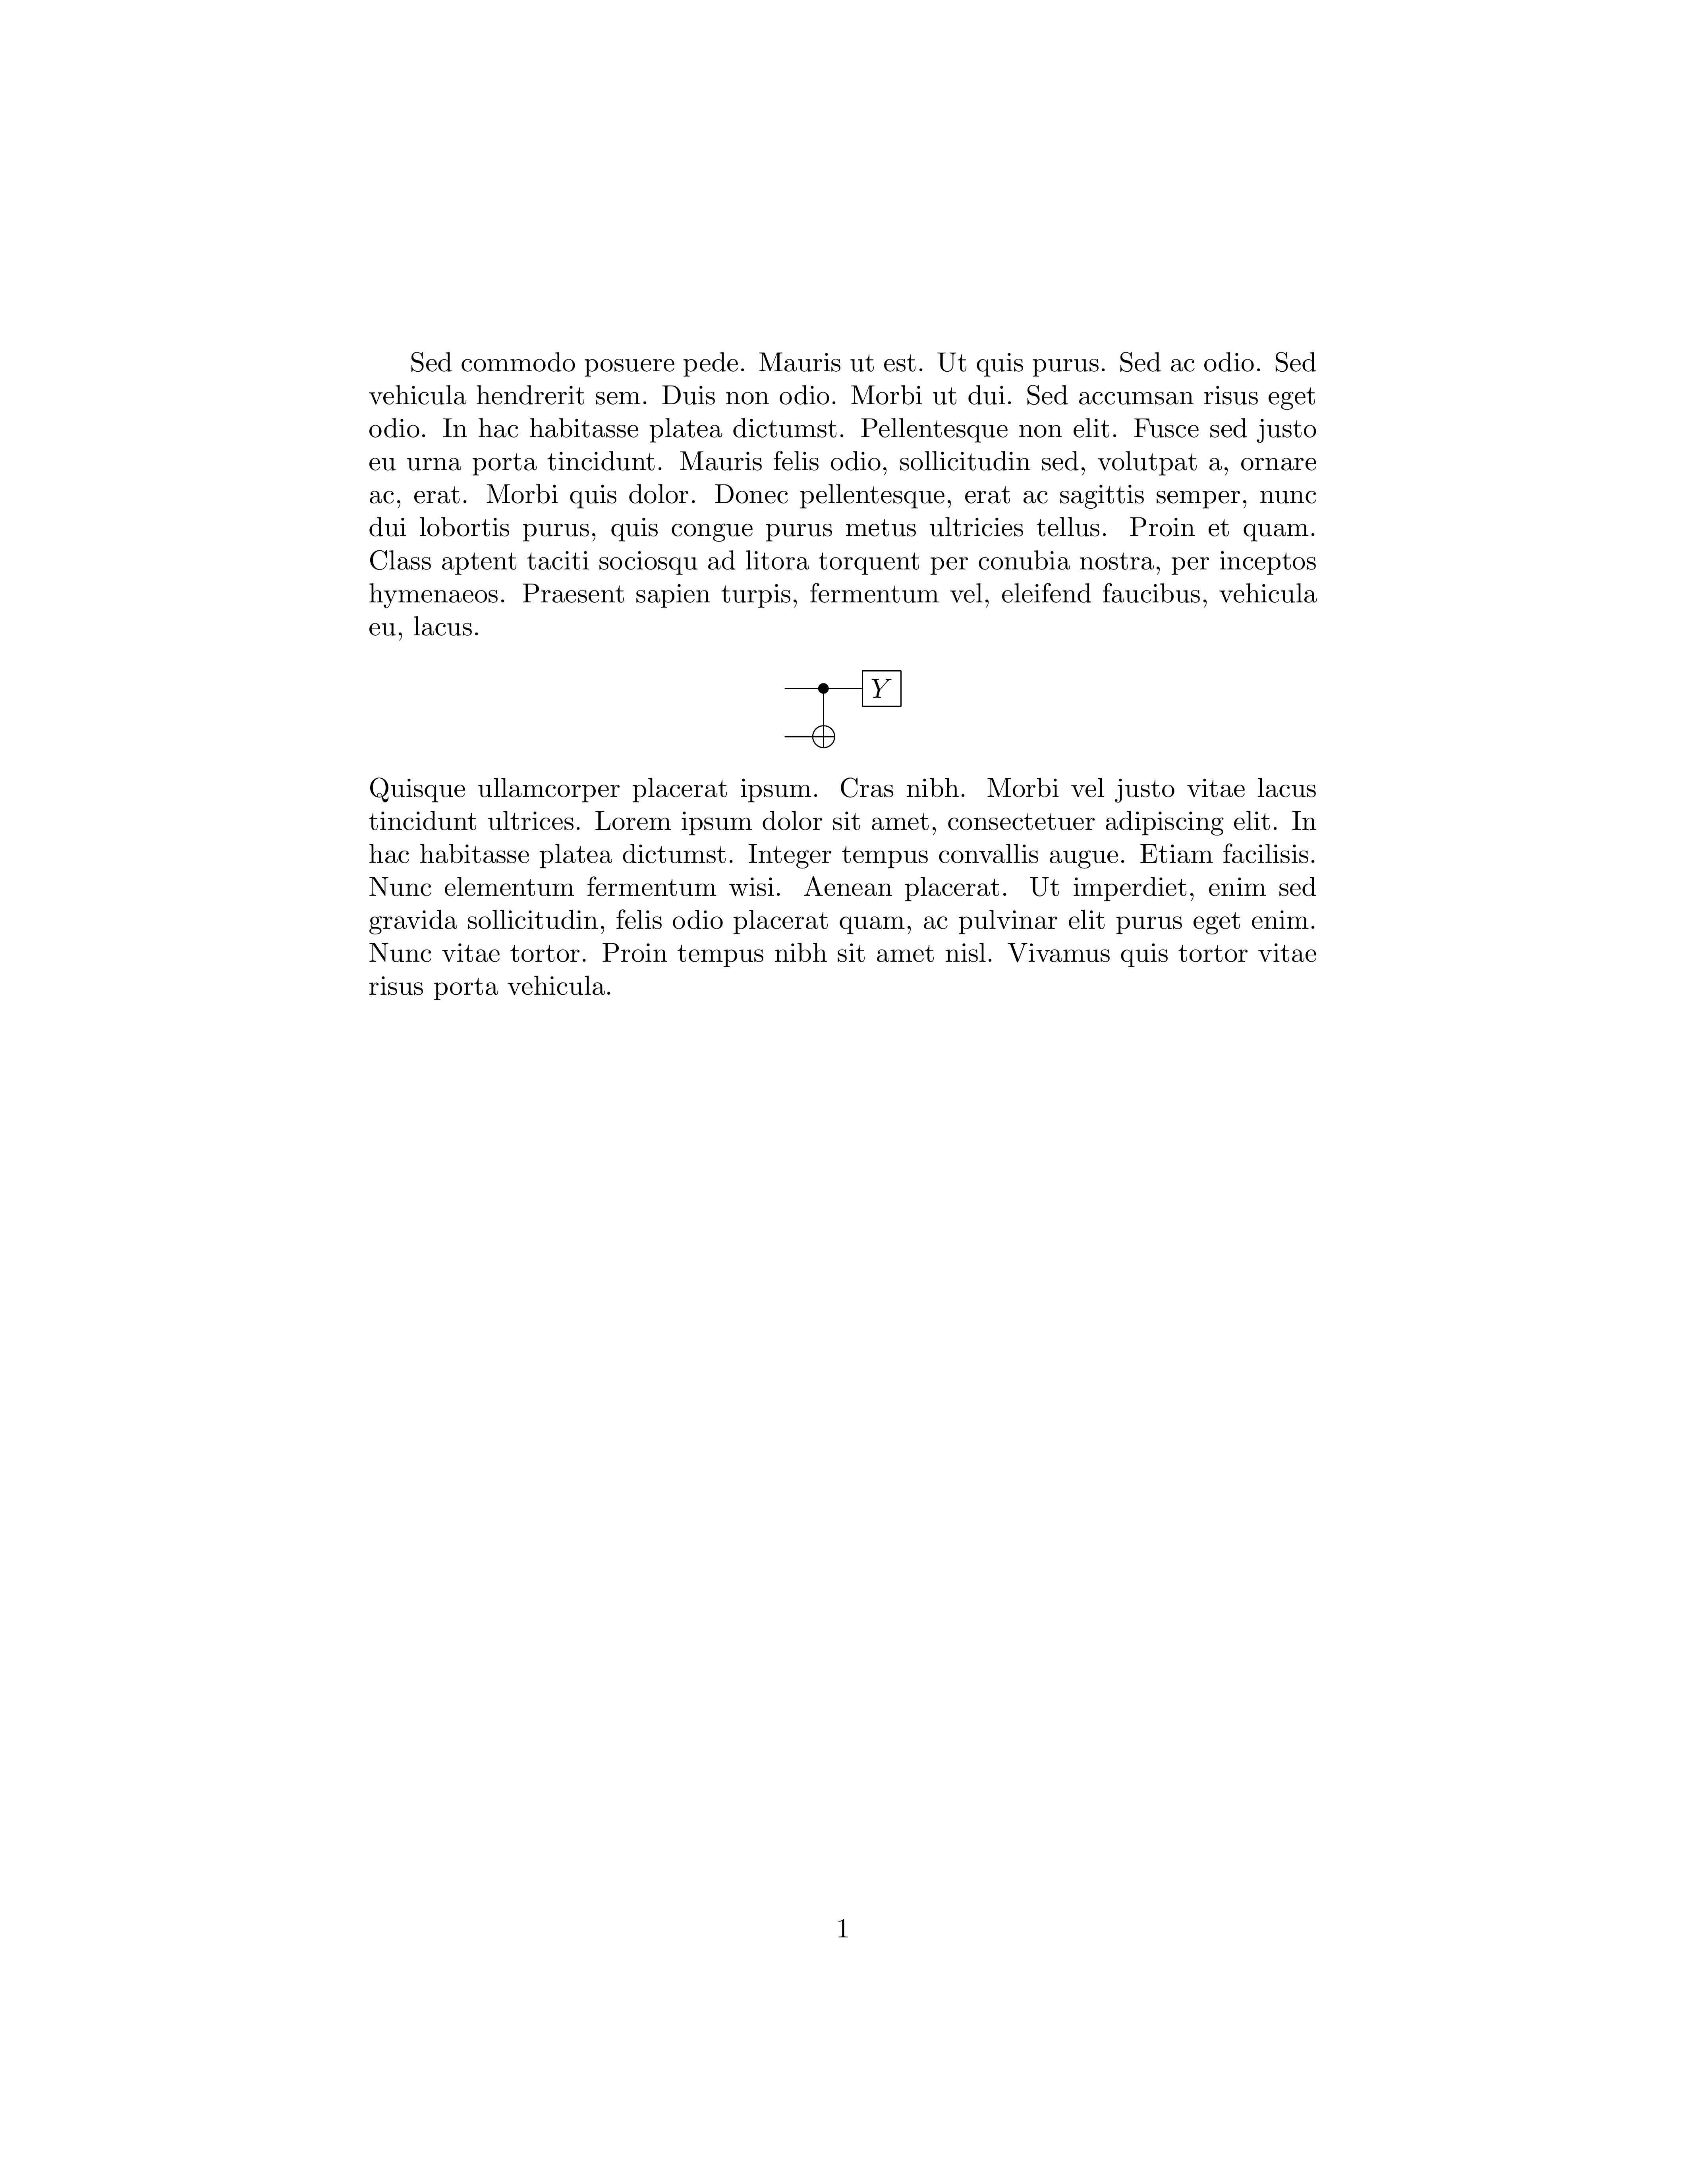 Sed commodo posuere pede. Mauris ut est. Ut quis purus. Sed ac odio. Sed
vehicula hendrerit sem. Duis non odio. Morbi ut dui. Sed accumsan risus eget
odio. In hac habitasse platea dictumst. Pellentesque non elit. Fusce sed justo
eu urna porta tincidunt. Mauris felis odio, sollicitudin sed, volutpat a, ornare
ac, erat. Morbi quis dolor. Donec pellentesque, erat ac sagittis semper, nunc
dui lobortis purus, quis congue purus metus ultricies tellus. Proin et quam.
Class aptent taciti sociosqu ad litora torquent per conubia nostra, per inceptos
hymenaeos. Praesent sapien turpis, fermentum vel, eleifend faucibus, vehicula
eu, lacus.
Y
Quisque ullamcorper placerat ipsum. Cras nibh. Morbi vel justo vitae lacus
tincidunt ultrices. Lorem ipsum dolor sit amet, consectetuer adipiscing elit. In
hac habitasse platea dictumst. Integer tempus convallis augue. Etiam facilisis.
Nunc elementum fermentum wisi. Aenean placerat. Ut imperdiet, enim sed
gravida sollicitudin, felis odio placerat quam, ac pulvinar elit purus eget enim.
Nunc vitae tortor. Proin tempus nibh sit amet nisl. Vivamus quis tortor vitae
risus porta vehicula.
1